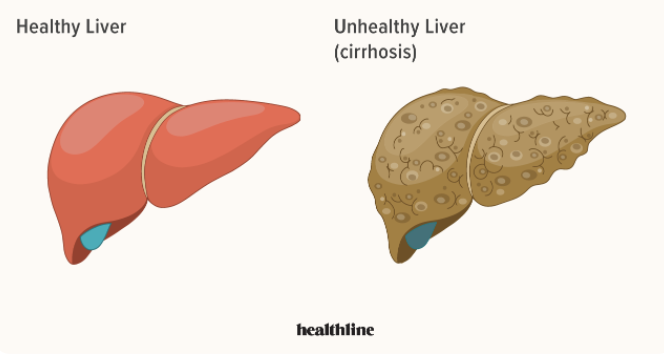 Healthy Liver
Unhealthy Liver
(cirrhosis)
healthline